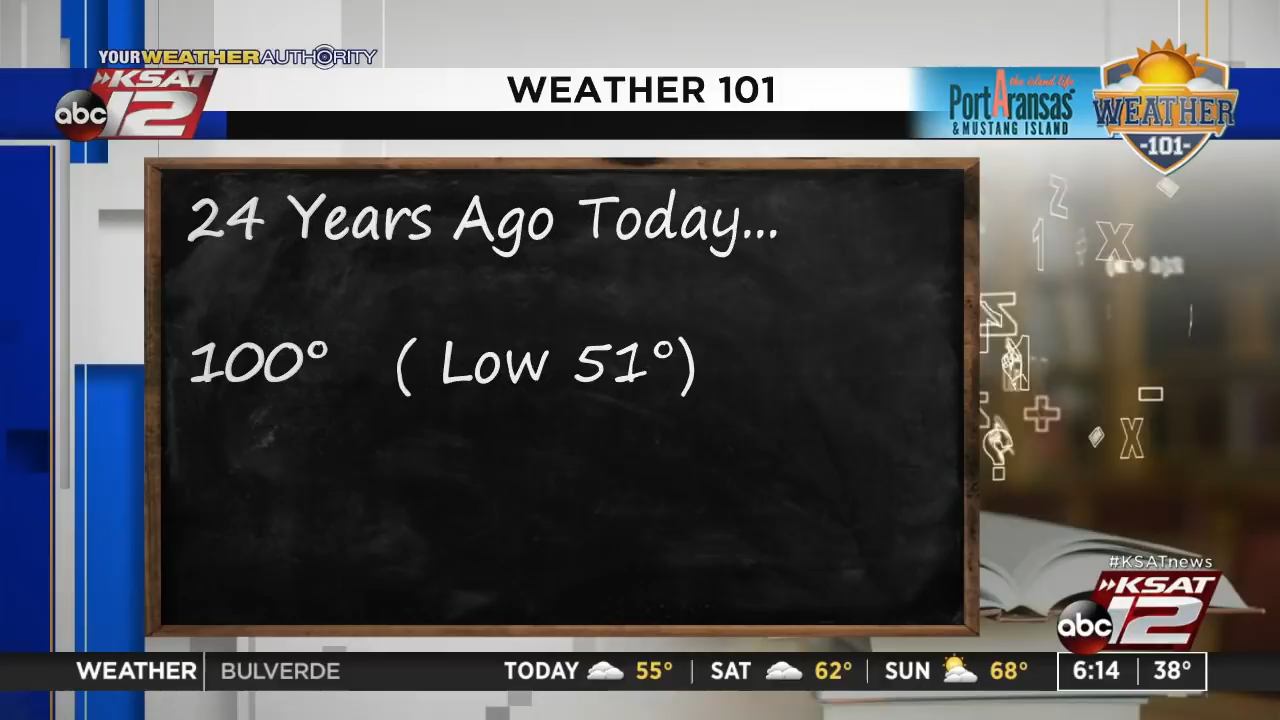 YOUR WEATHER AUTHORITY
KSAT
abc 12
WEATHER 101
the island life
Port Aransas
& MUSTANG ISLAND
WEATHER
-101-
24 Years Ago Today...
100° ( Low 51°)
#KSATnews
KSAT
abc 12
WEATHER | BULVERDE TODAY 55° | SAT 62° | SUN 68° 6:14 | 38°